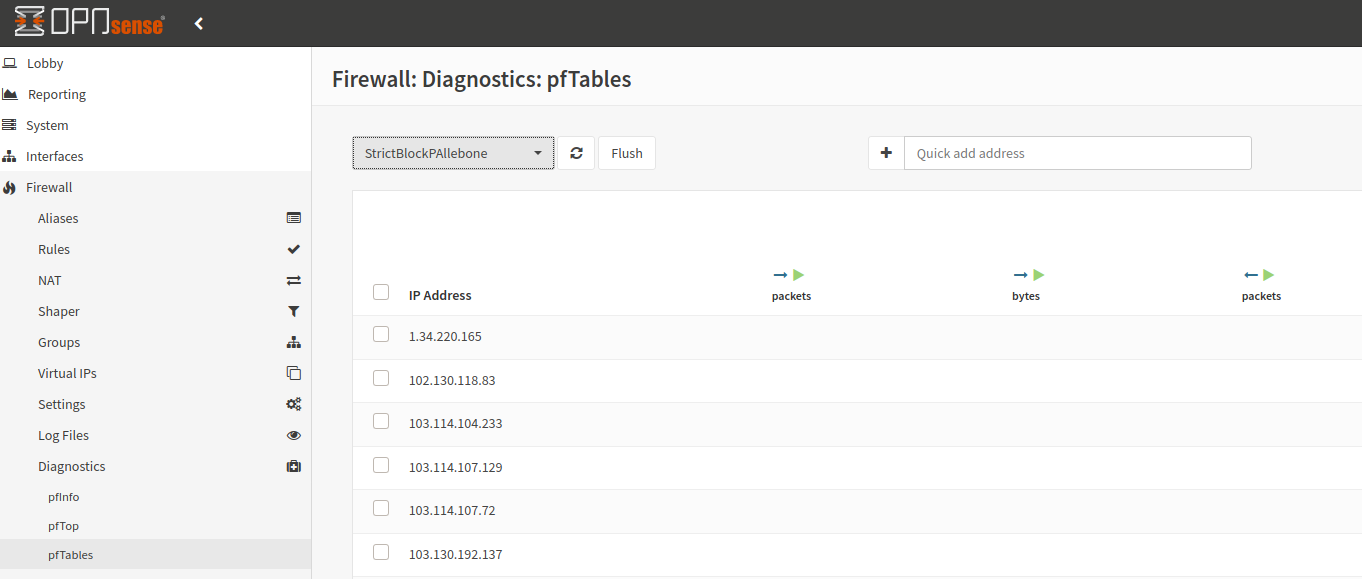 OPNsense
Lobby
Reporting
System
Interfaces
Firewall
Aliases
Rules
NAT
Shaper
Groups
Virtual IPs
Settings
Log Files
Diagnostics
pfInfo
pfTop
pfTables
Firewall: Diagnostics: pfTables
StrictBlockPAllebone Flush Quick add address
IP Address packets bytes packets
1.34.220.165
102.130.118.83
103.114.104.233
103.114.107.129
103.114.107.72
103.130.192.137